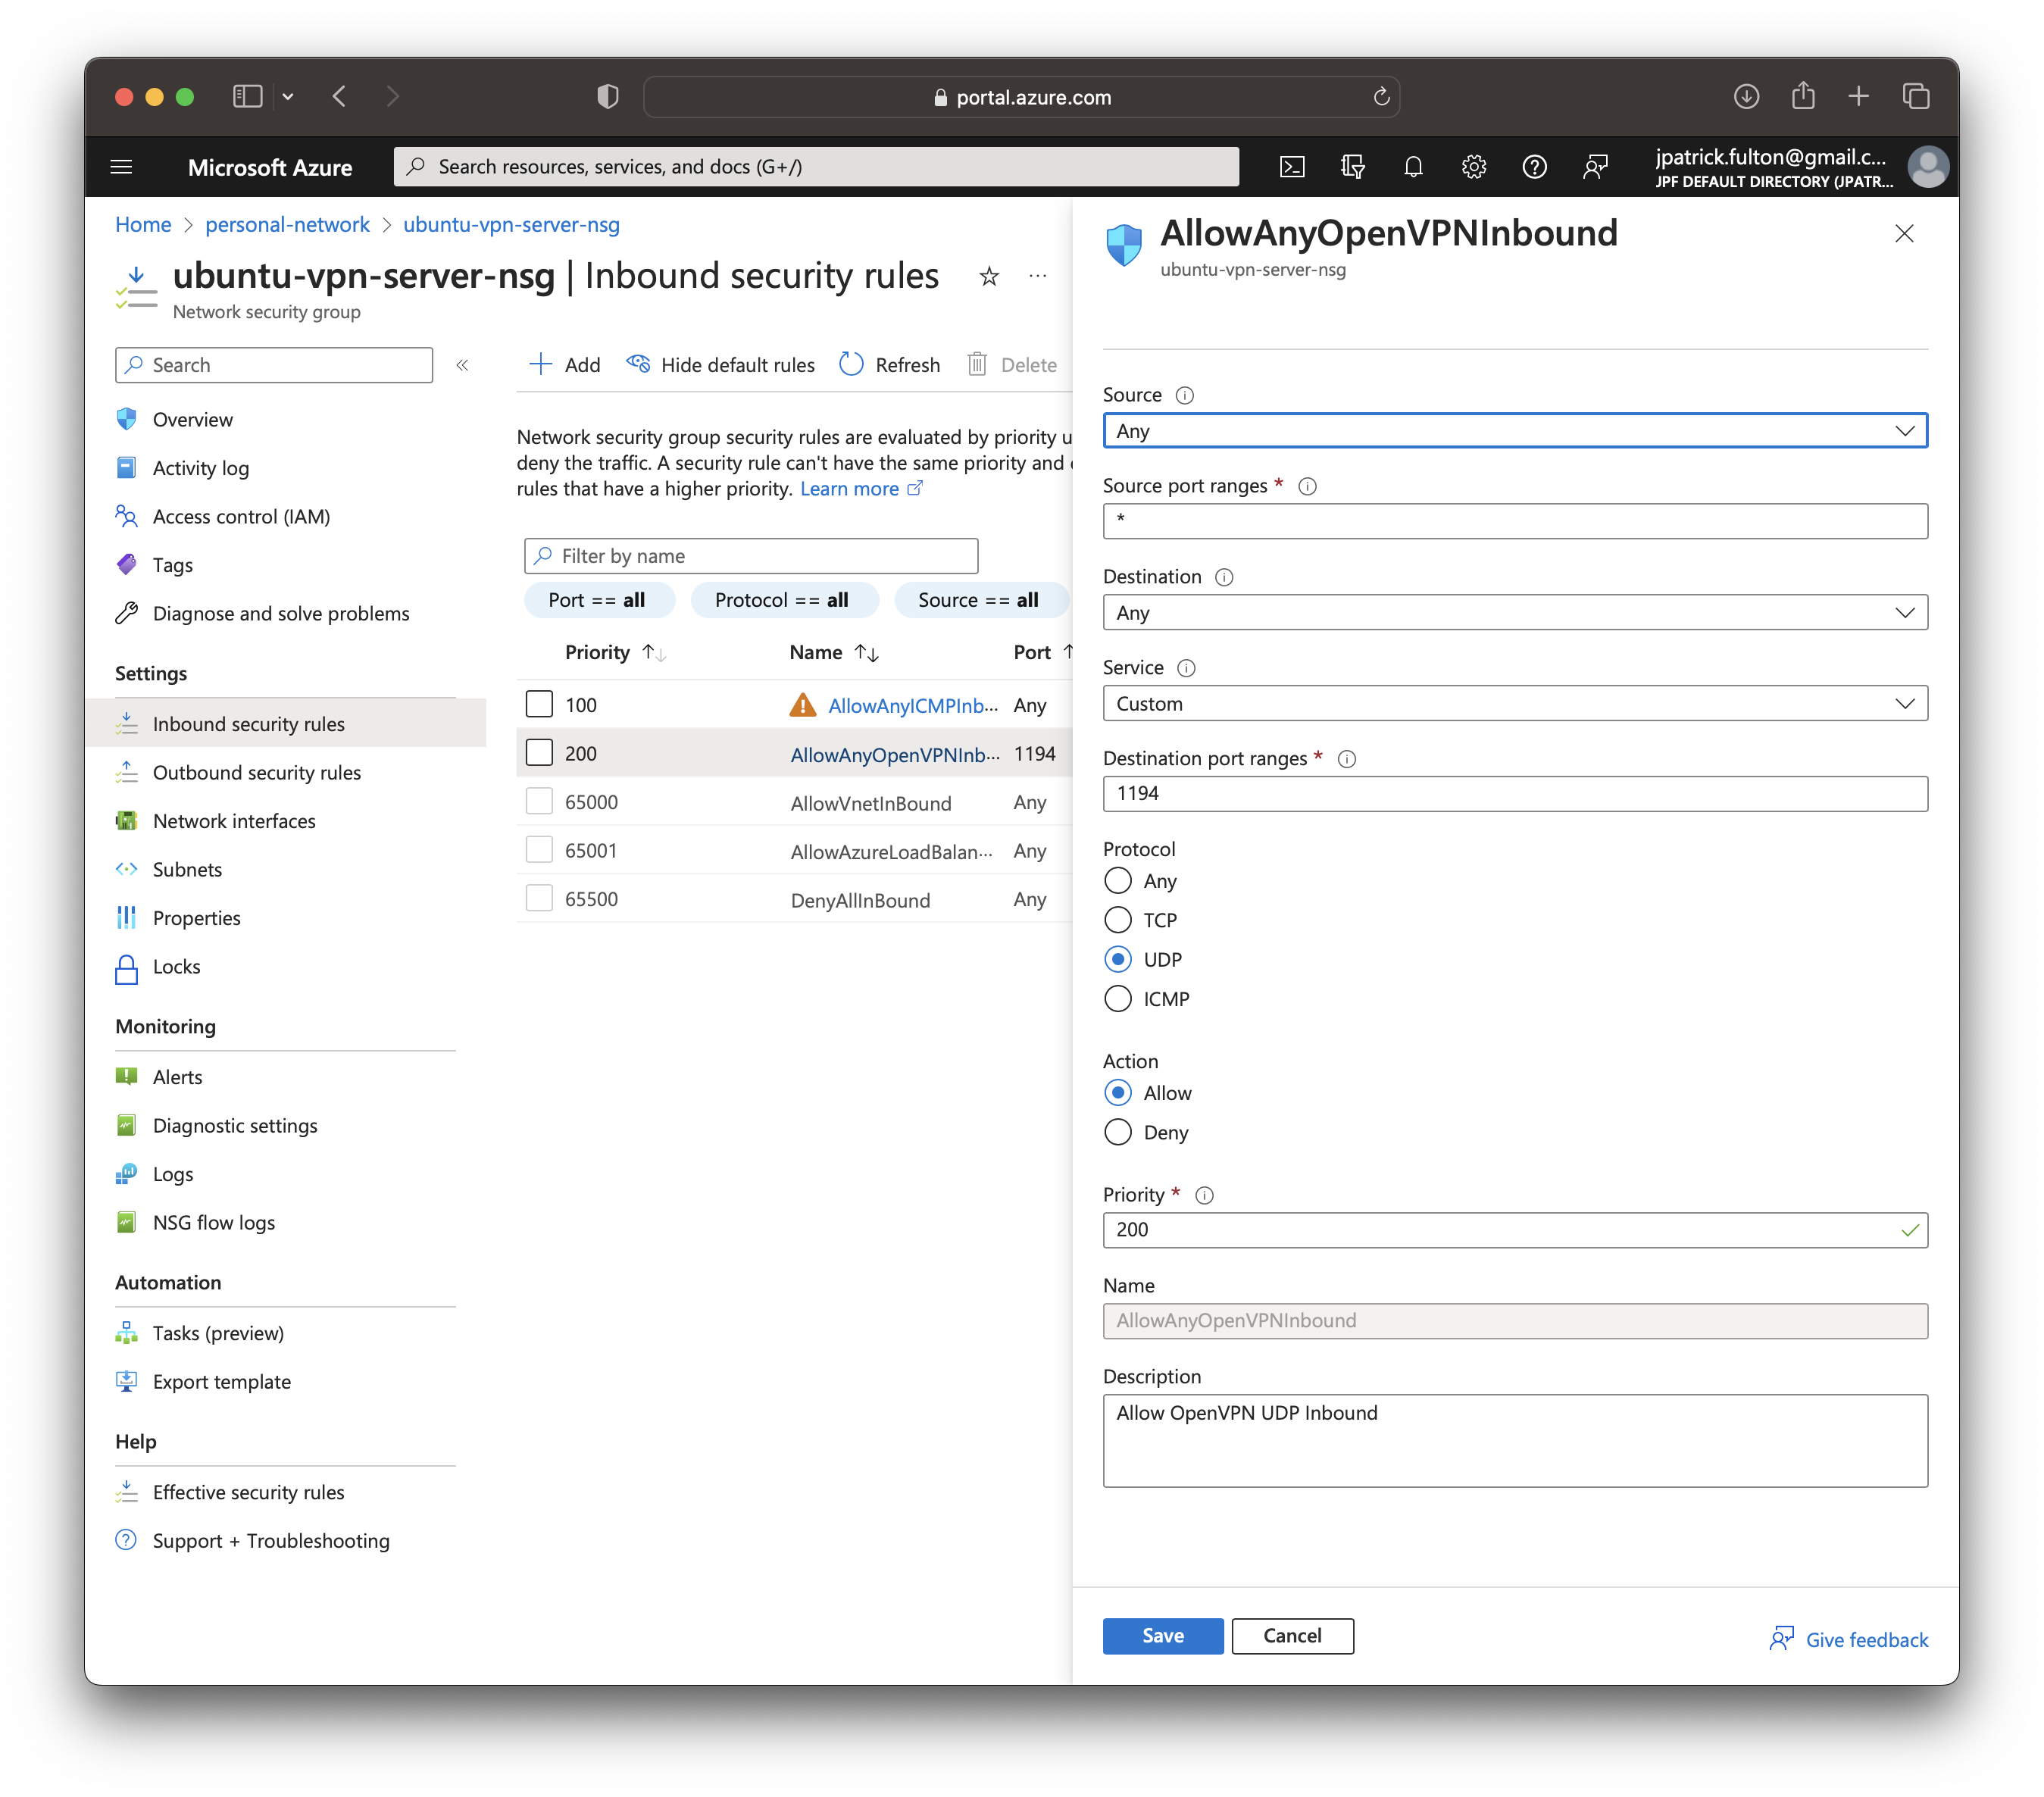 portal.azure.com
Microsoft Azure
Search resources, services, and docs (G+/)
jpatrick.fulton@gmail.c...
JPF DEFAULT DIRECTORY (JPATR...
Home > personal-network > ubuntu-vpn-server-nsg
ubuntu-vpn-server-nsg | Inbound security rules
Network security group
Search
Overview
Activity log
Access control (IAM)
Tags
Diagnose and solve problems
Settings
Inbound security rules
Outbound security rules
Network interfaces
Subnets
Properties
Locks
Monitoring
Alerts
Diagnostic settings
Logs
NSG flow logs
Automation
Tasks (preview)
Export template
Help
Effective security rules
Support + Troubleshooting
Add
Hide default rules
Refresh
Delete
Network security group security rules are evaluated by priority u
deny the traffic. A security rule can't have the same priority and
rules that have a higher priority. Learn more
Filter by name
Port == all
Protocol == all
Source == all
Priority Name Port
100 AllowAnyICMPInb... Any
200 AllowAnyOpenVPNInb... 1194
65000 AllowVnetInBound Any
65001 AllowAzureLoadBalan... Any
65500 DenyAllInBound Any
AllowAnyOpenVPNInbound
ubuntu-vpn-server-nsg
Source
Any
Source port ranges *
*
Destination
Any
Service
Custom
Destination port ranges *
1194
Protocol
Any
TCP
UDP
ICMP
Action
Allow
Deny
Priority *
200
Name
AllowAnyOpenVPNInbound
Description
Allow OpenVPN UDP Inbound
Save
Cancel
Give feedback